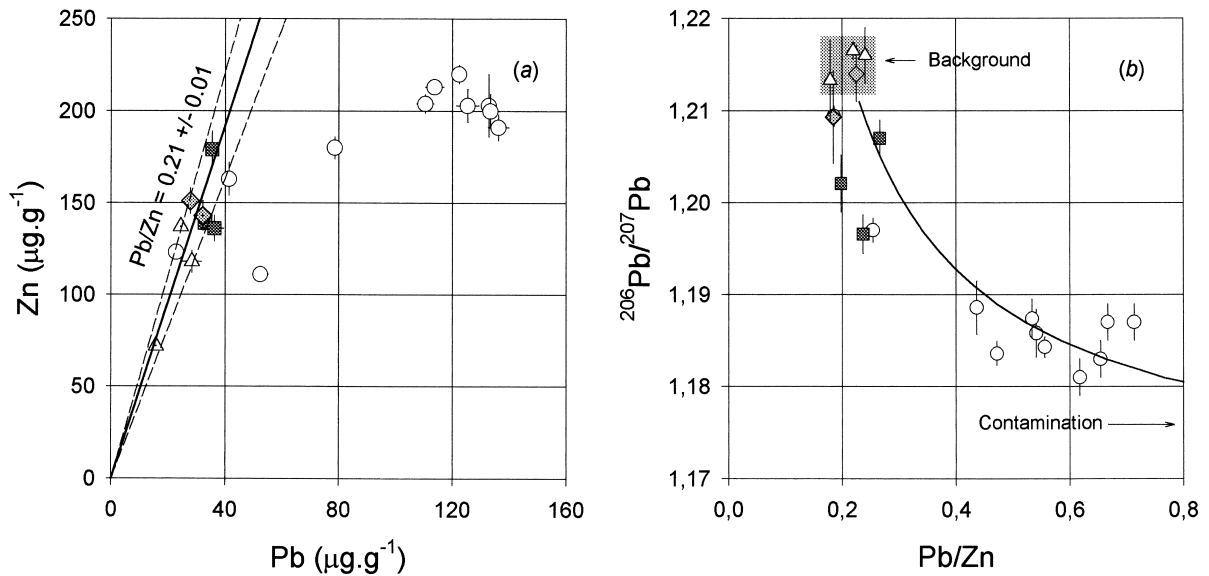 250
200
150
100
50
0
0
40
80
120
160
Zn (µg.g⁻¹)
Pb (µg.g⁻¹)
Pb/Zn = 0.21 +/- 0.01
(a)
1,22
1,21
1,20
1,19
1,18
1,17
0,0
0,2
0,4
0,6
0,8
²⁰⁶Pb/²⁰⁷Pb
Pb/Zn
Background
(b)
Contamination